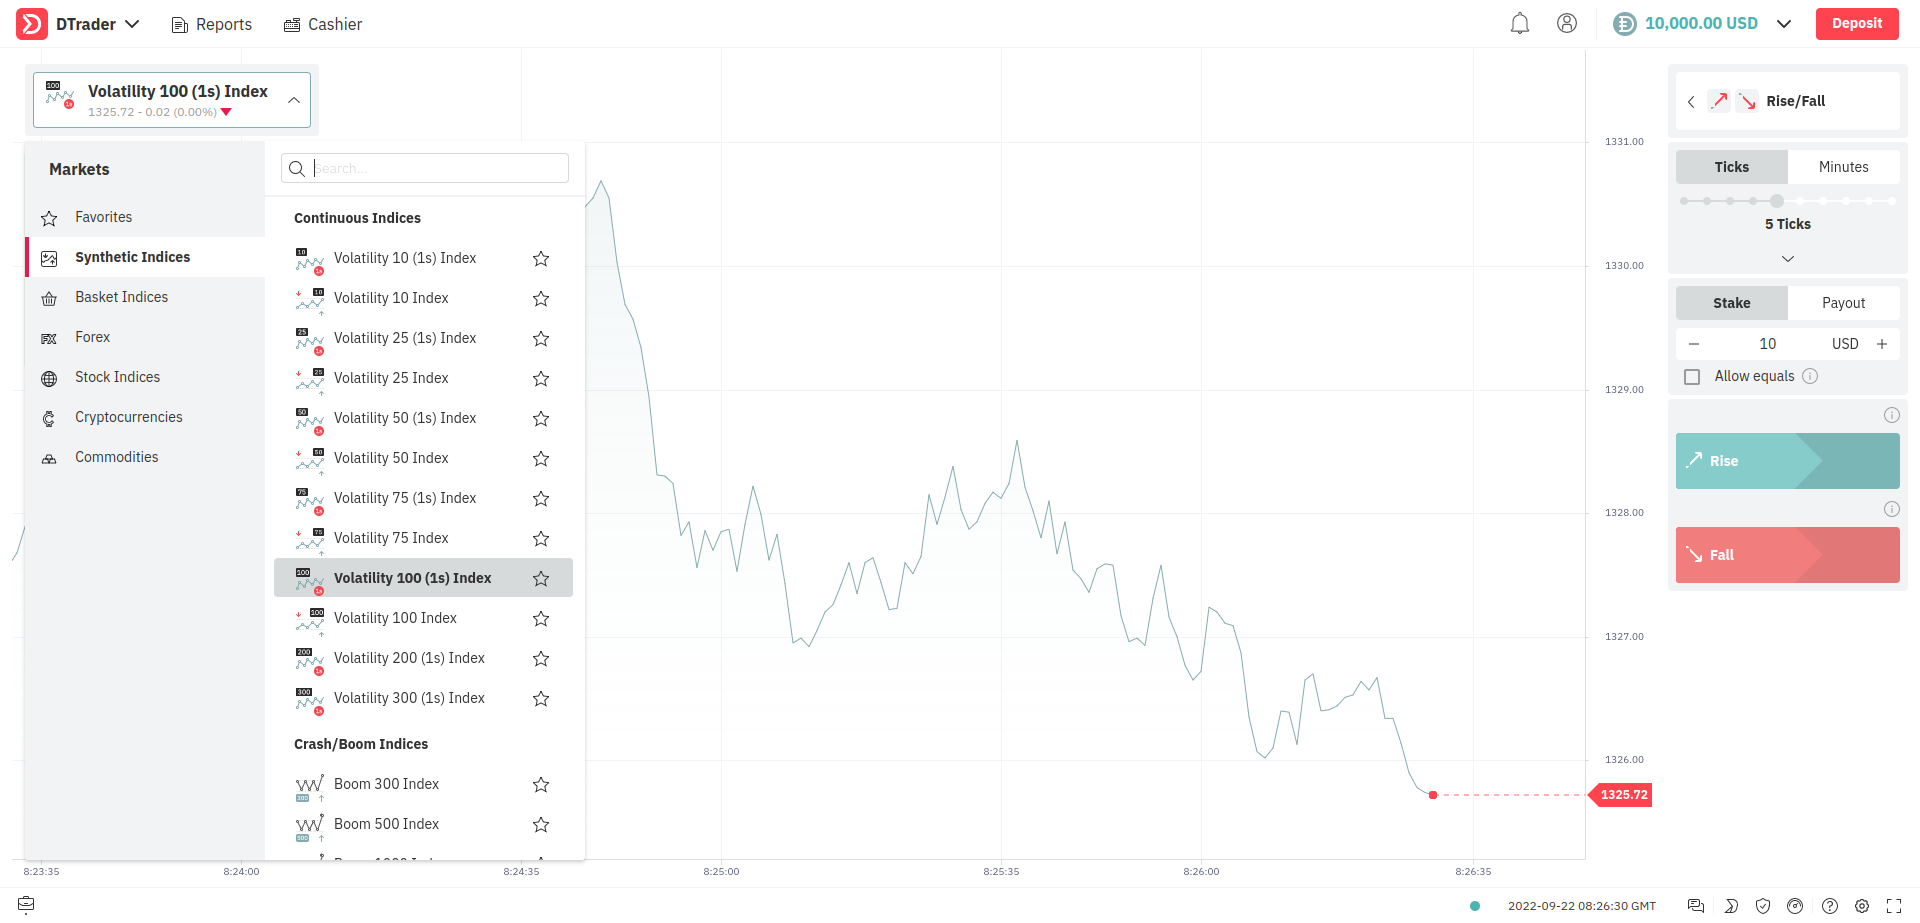 DTrader
Reports
Cashier
10,000.00 USD
Deposit
Volatility 100 (1s) Index
1325.72 - 0.02 (0.00%)
Markets
Favorites
Synthetic Indices
Basket Indices
Forex
Stock Indices
Cryptocurrencies
Commodities
Search...
Continuous Indices
Volatility 10 (1s) Index
Volatility 10 Index
Volatility 25 (1s) Index
Volatility 25 Index
Volatility 50 (1s) Index
Volatility 50 Index
Volatility 75 (1s) Index
Volatility 75 Index
Volatility 100 (1s) Index
Volatility 100 Index
Volatility 200 (1s) Index
Volatility 300 (1s) Index
Crash/Boom Indices
Boom 300 Index
Boom 500 Index
1331.00
1330.00
1329.00
1328.00
1327.00
1326.00
1325.72
8:23:35
8:24:00
8:24:35
8:25:00
8:25:35
8:26:00
8:26:35
Rise/Fall
Ticks
Minutes
5 Ticks
Stake
Payout
10
USD
Allow equals
Rise
Fall
2022-09-22 08:26:30 GMT